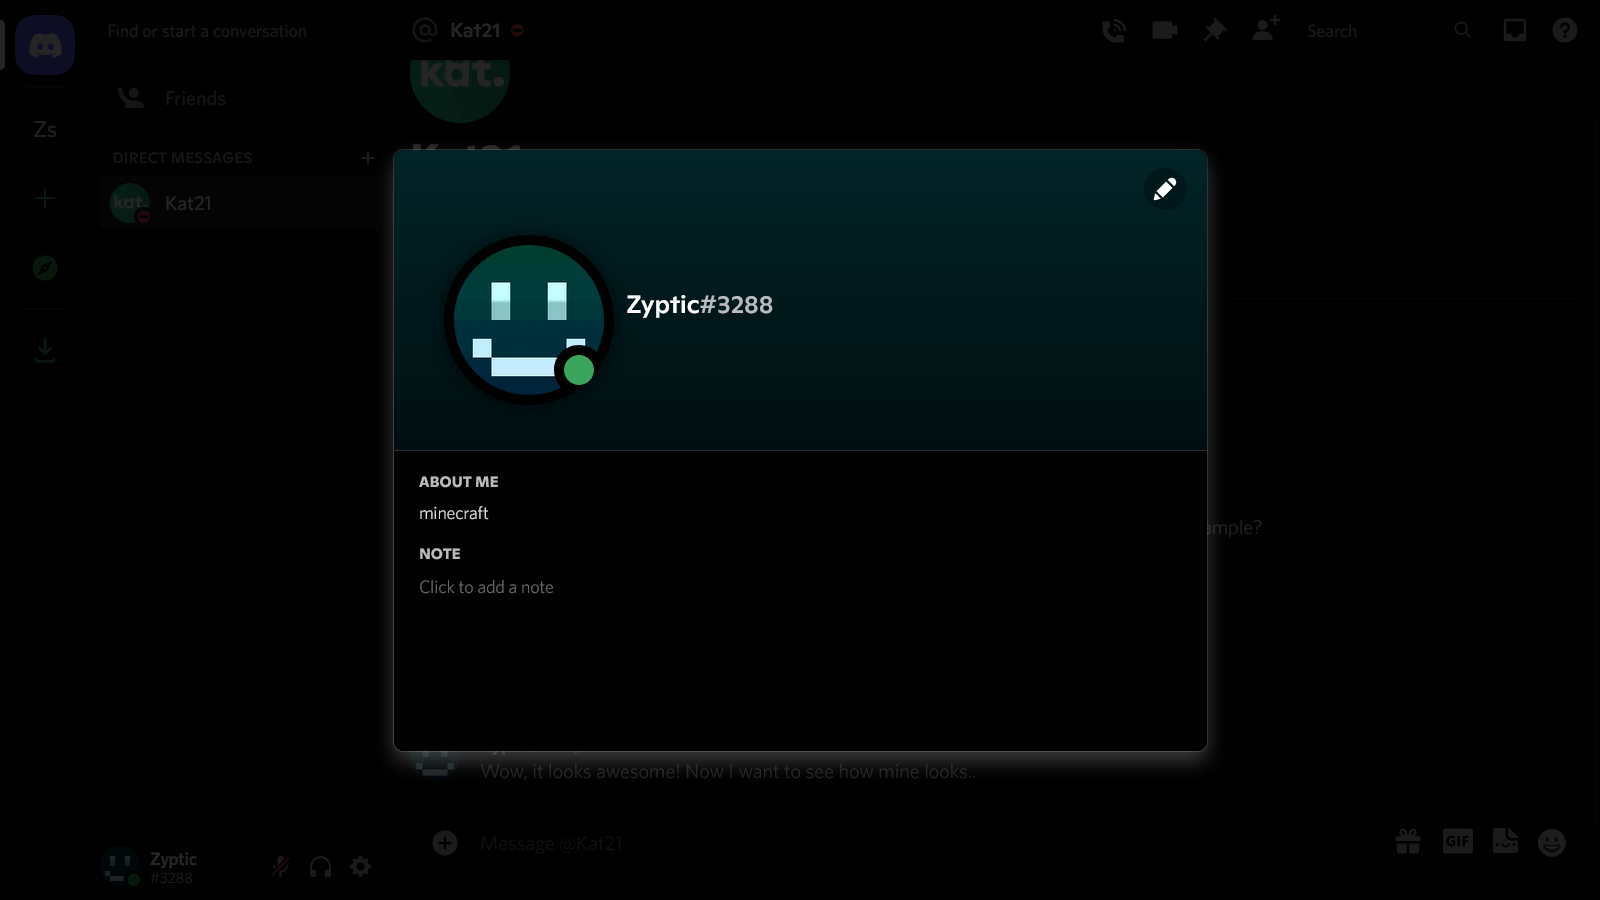 Find or start a conversation
Kat21
Search
kat.
Friends
Zs
DIRECT MESSAGES
kat.
Kat21
Zyptic#3288
ABOUT ME
minecraft
NOTE
Click to add a note
ample?
Wow, it looks awesome! Now I want to see how mine looks..
Message @Kat21
GIF
Zyptic
#3288